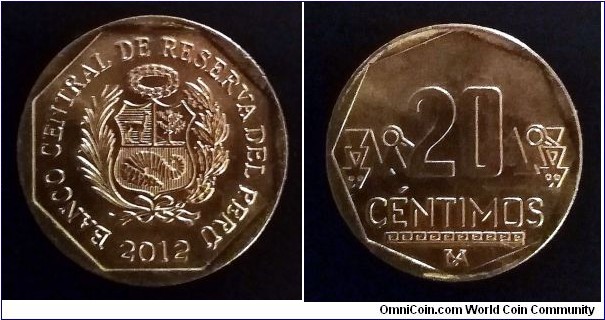 BANCO CENTRAL DE RESERVA DEL PERÚ
2012
20
CÉNTIMOS
OmniCoin.com World Coin Community